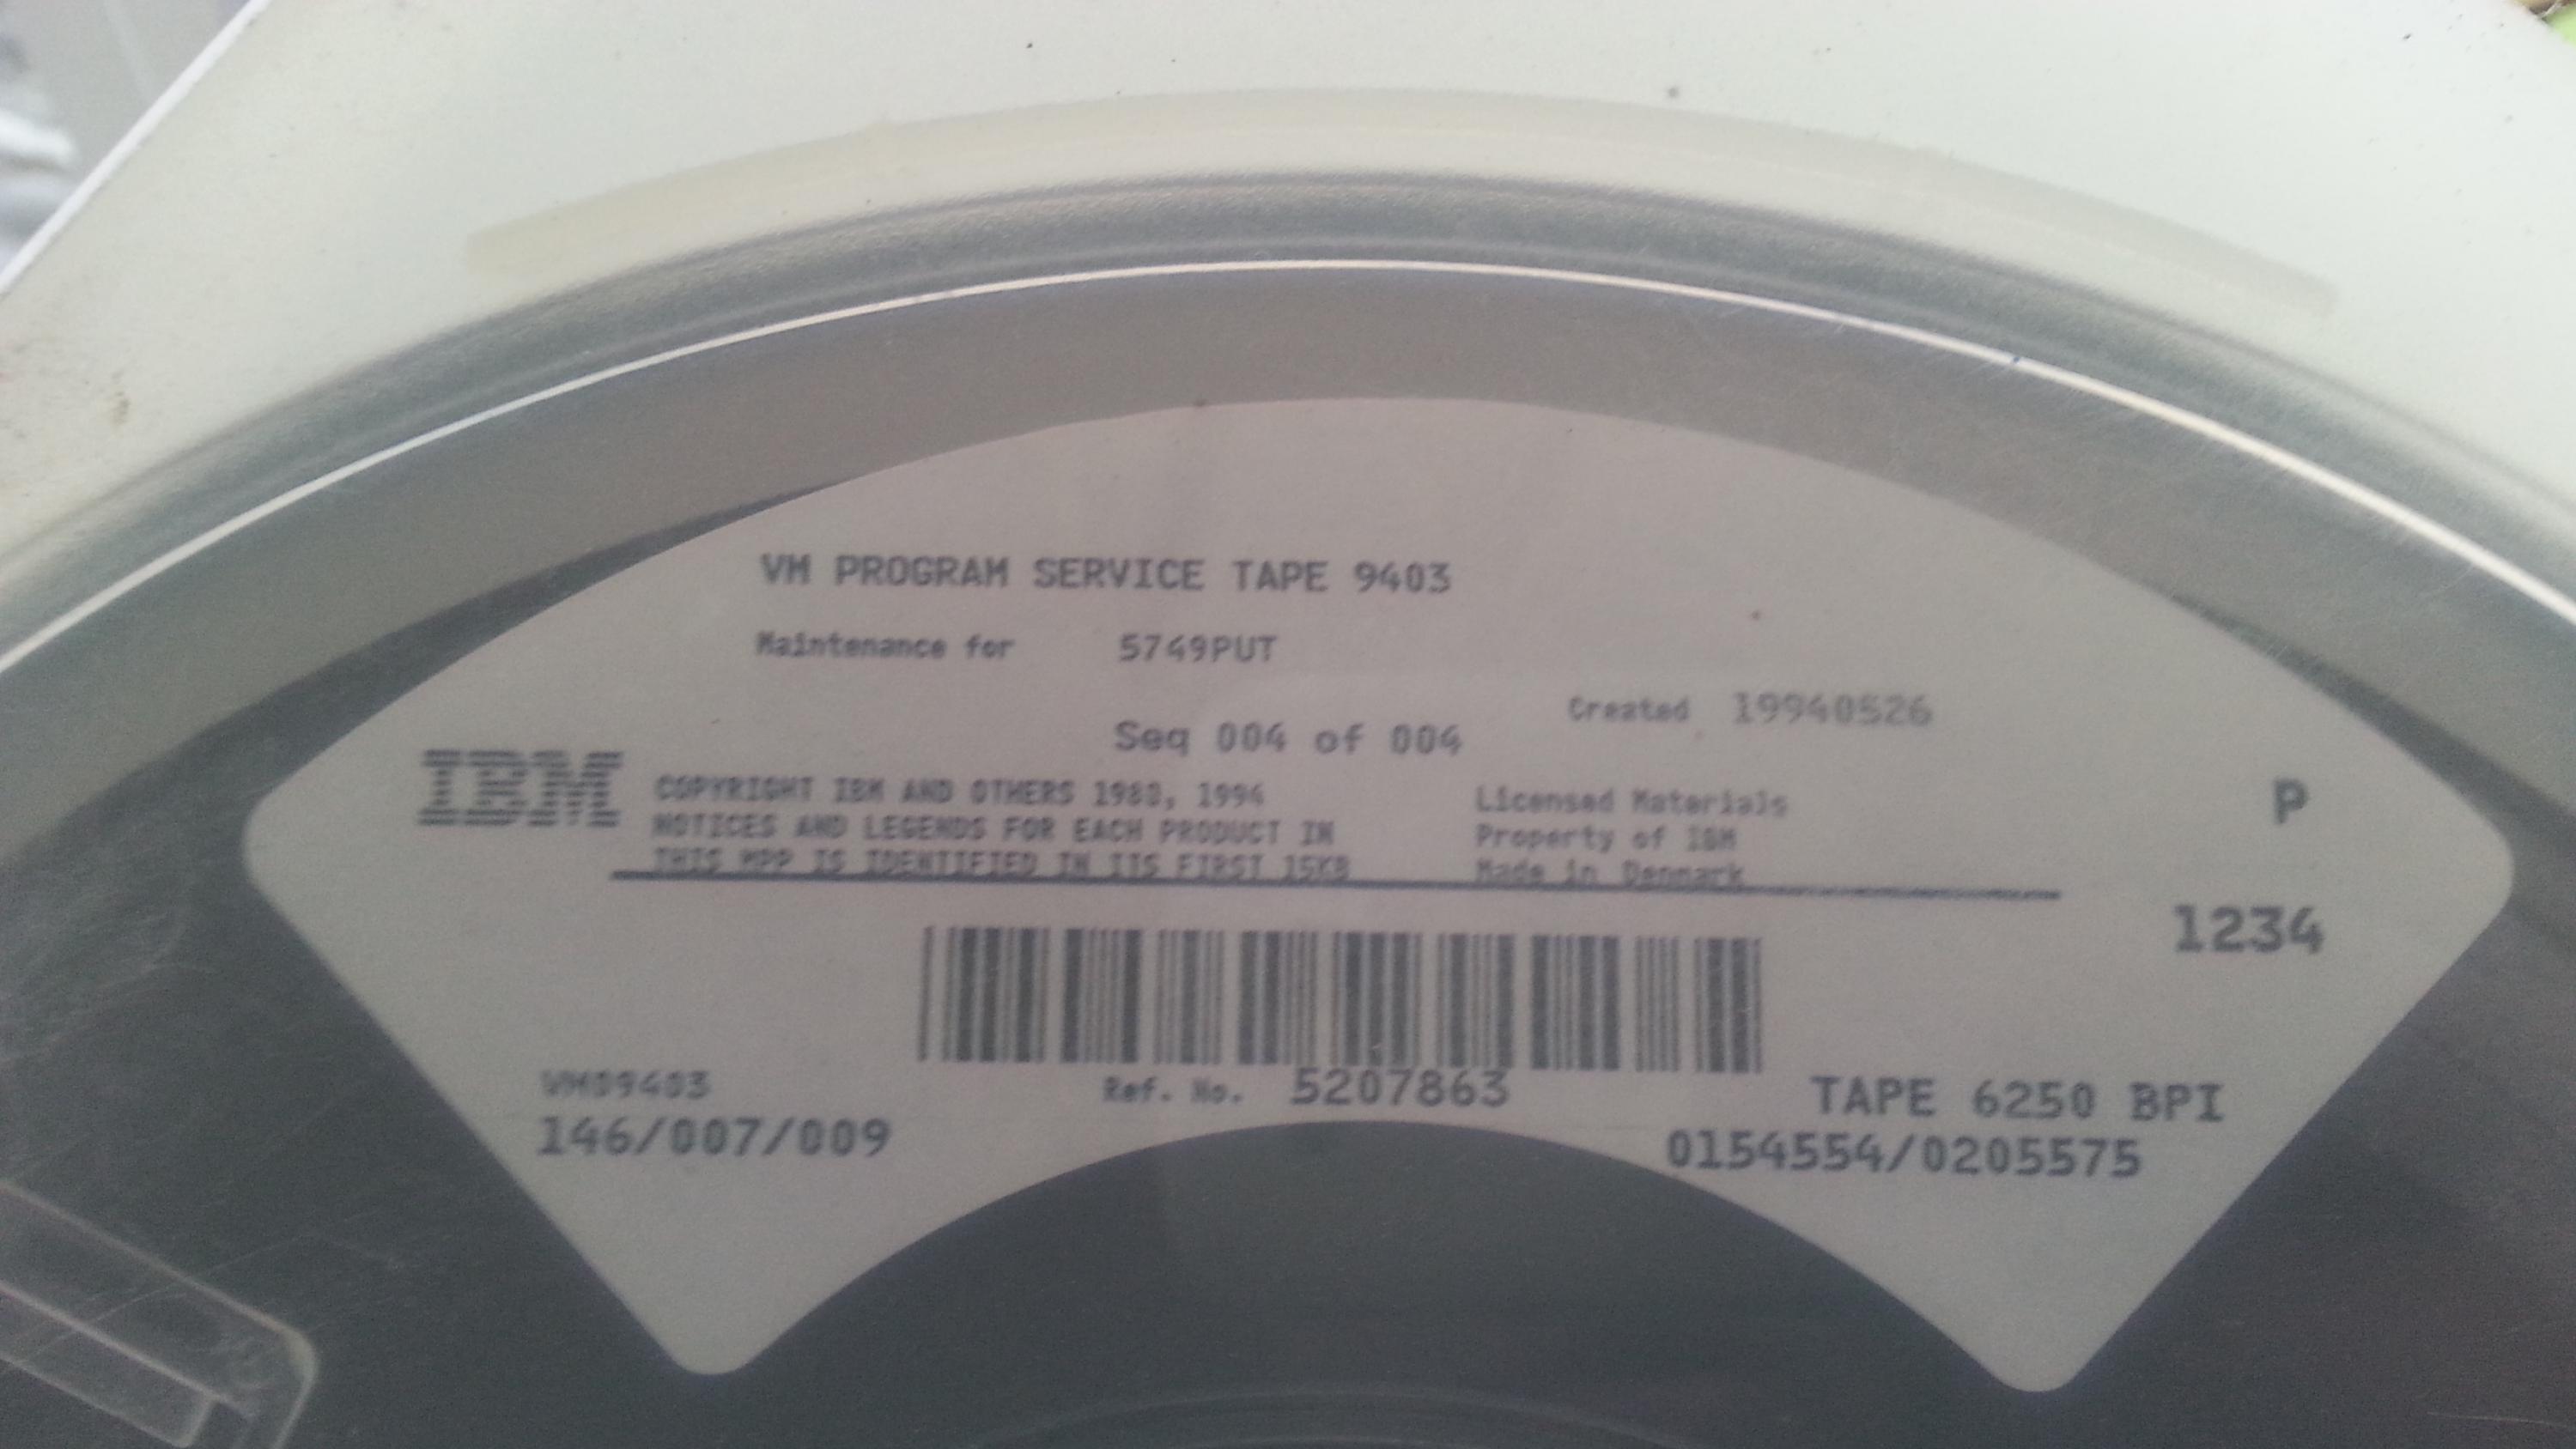 VM PROGRAM SERVICE TAPE 9403
Maintenance for 5749PUT
Created 19940526
Seq 004 of 004
IBM
COPYRIGHT IBM AND OTHERS 1983, 1994
NOTICES AND LEGENDS FOR EACH PRODUCT IN
THIS MPP IS IDENTIFIED IN ITS FIRST 15KB
Licensed Materials
Property of IBM
Made in Denmark
P
1234
VM09403
146/007/009
Ref. No. 5207863
TAPE 6250 BPI
0154554/0205575